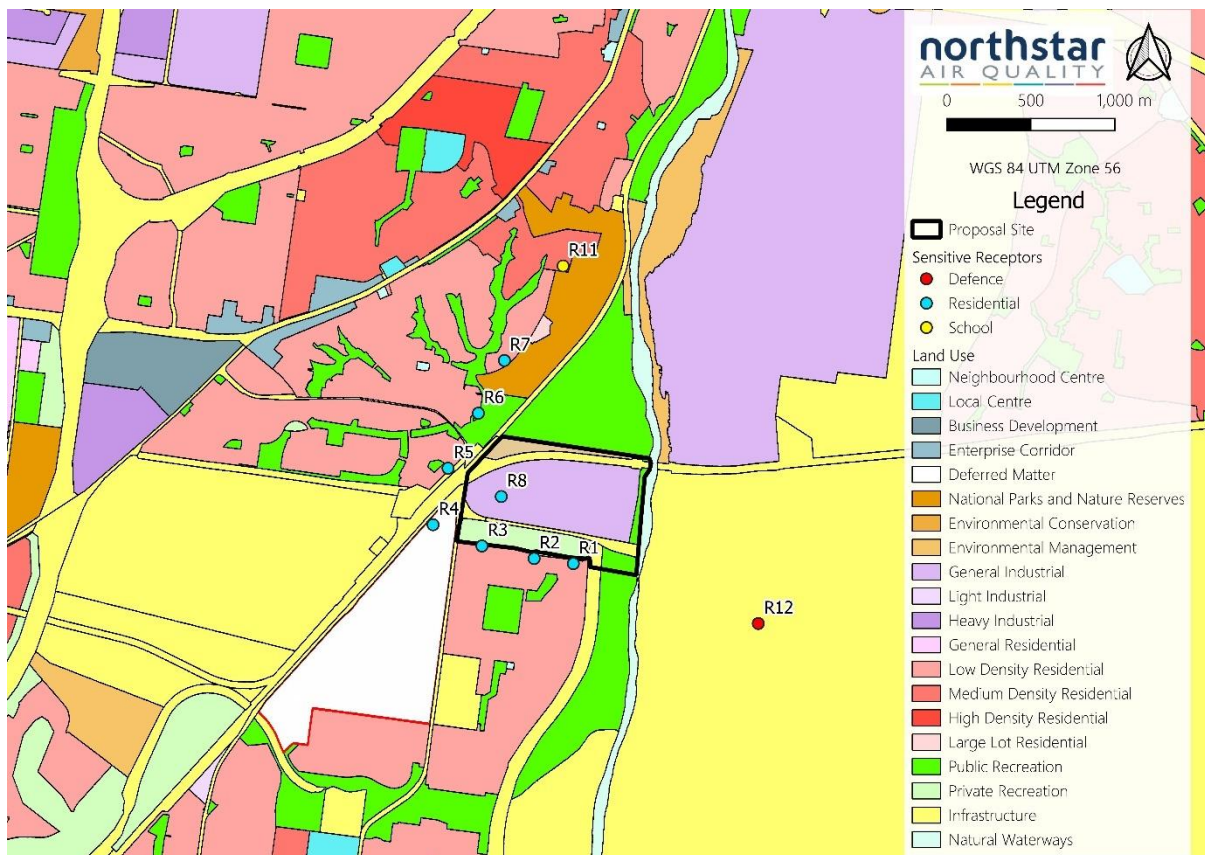 northstar
AIR QUALITY
0 500 1,000 m
WGS 84 UTM Zone 56
Legend
Proposal Site
Sensitive Receptors
Defence
Residential
School
Land Use
Neighbourhood Centre
Local Centre
Business Development
Enterprise Corridor
Deferred Matter
National Parks and Nature Reserves
Environmental Conservation
Environmental Management
General Industrial
Light Industrial
Heavy Industrial
General Residential
Low Density Residential
Medium Density Residential
High Density Residential
Large Lot Residential
Public Recreation
Private Recreation
Infrastructure
Natural Waterways
R11
R7
R6
R5
R8
R4
R3
R2
R1
R12